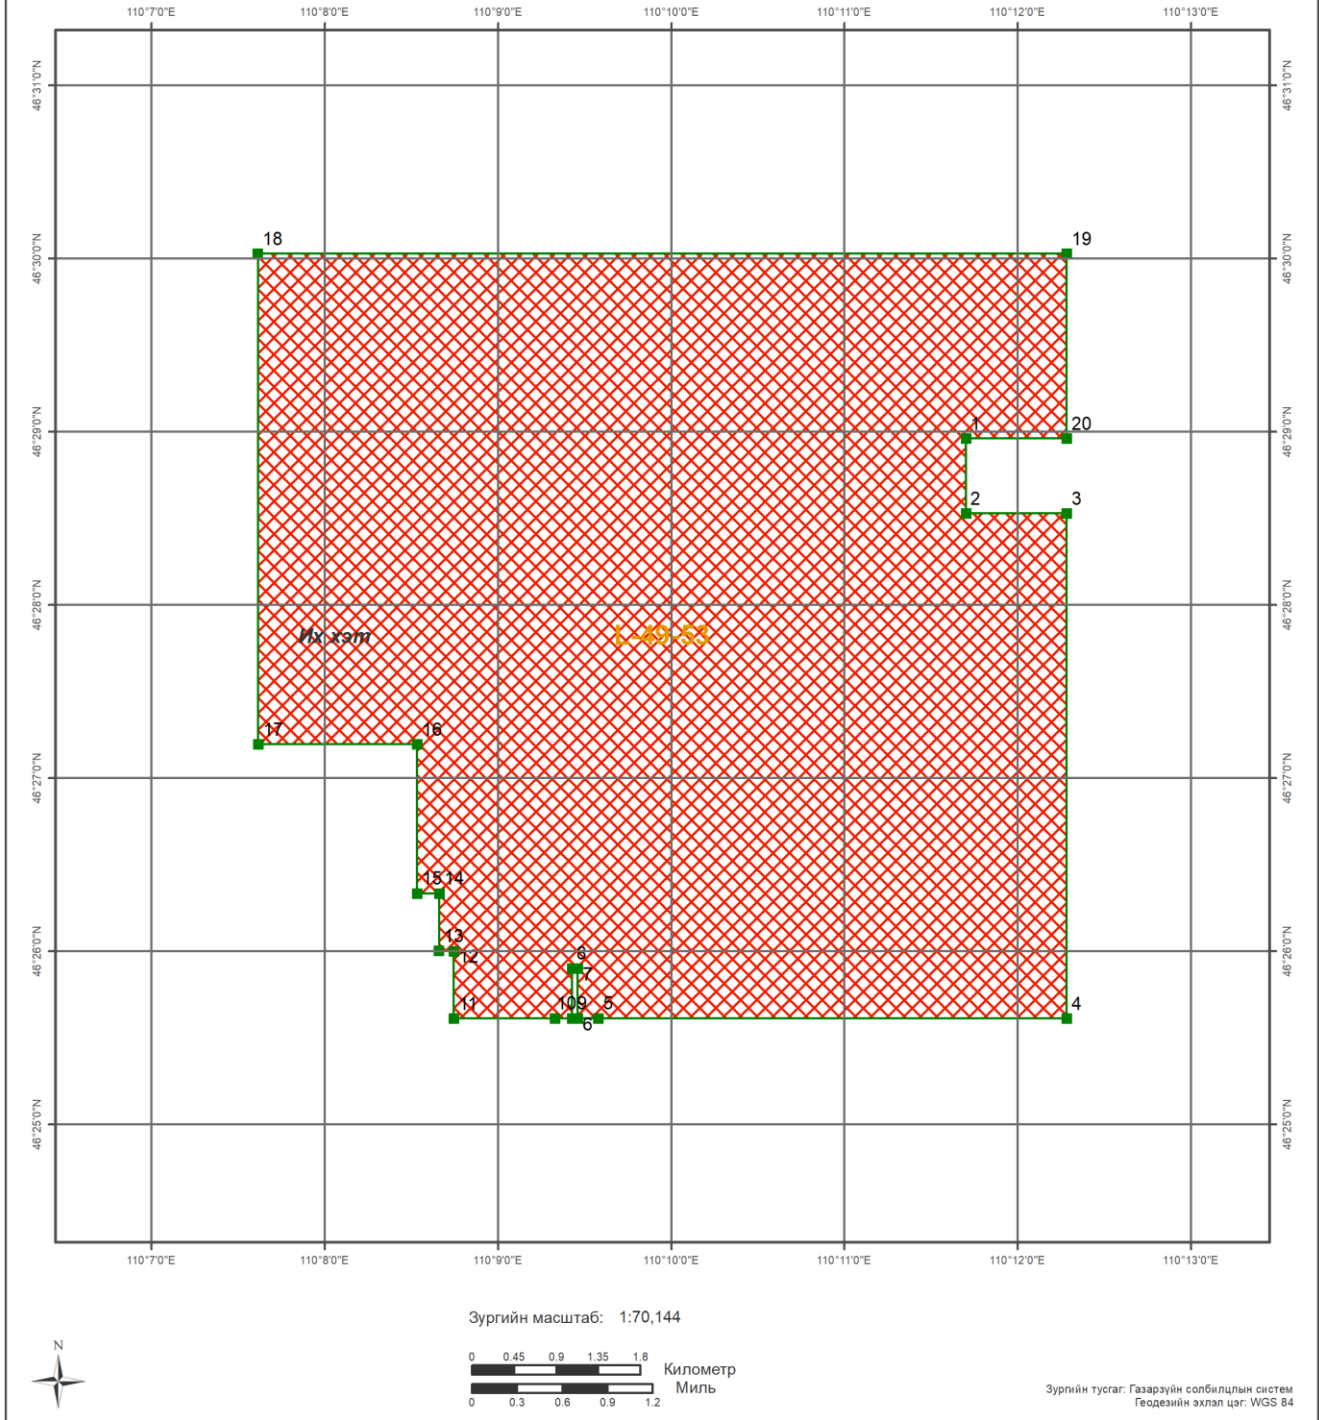 110°7'0"E 110°8'0"E 110°9'0"E 110°10'0"E 110°11'0"E 110°12'0"E 110°13'0"E
46°31'0"N 46°31'0"N
18 19
46°30'0"N 46°30'0"N
1 20
46°29'0"N 46°29'0"N
2 3
46°28'0"N 46°28'0"N
Их хэт L-49-53
17 16
46°27'0"N 46°27'0"N
15 14
13
46°26'0"N 46°26'0"N
12 8
7
11 10 9 5 4
6
46°25'0"N 46°25'0"N
110°7'0"E 110°8'0"E 110°9'0"E 110°10'0"E 110°11'0"E 110°12'0"E 110°13'0"E
Зургийн масштаб: 1:70,144
N
0 0.45 0.9 1.35 1.8
Километр
Миль
0 0.3 0.6 0.9 1.2
Зургийн тусгаг: Газарзүйн солбилцлын систем
Геодезийн эхлэл цэг: WGS 84